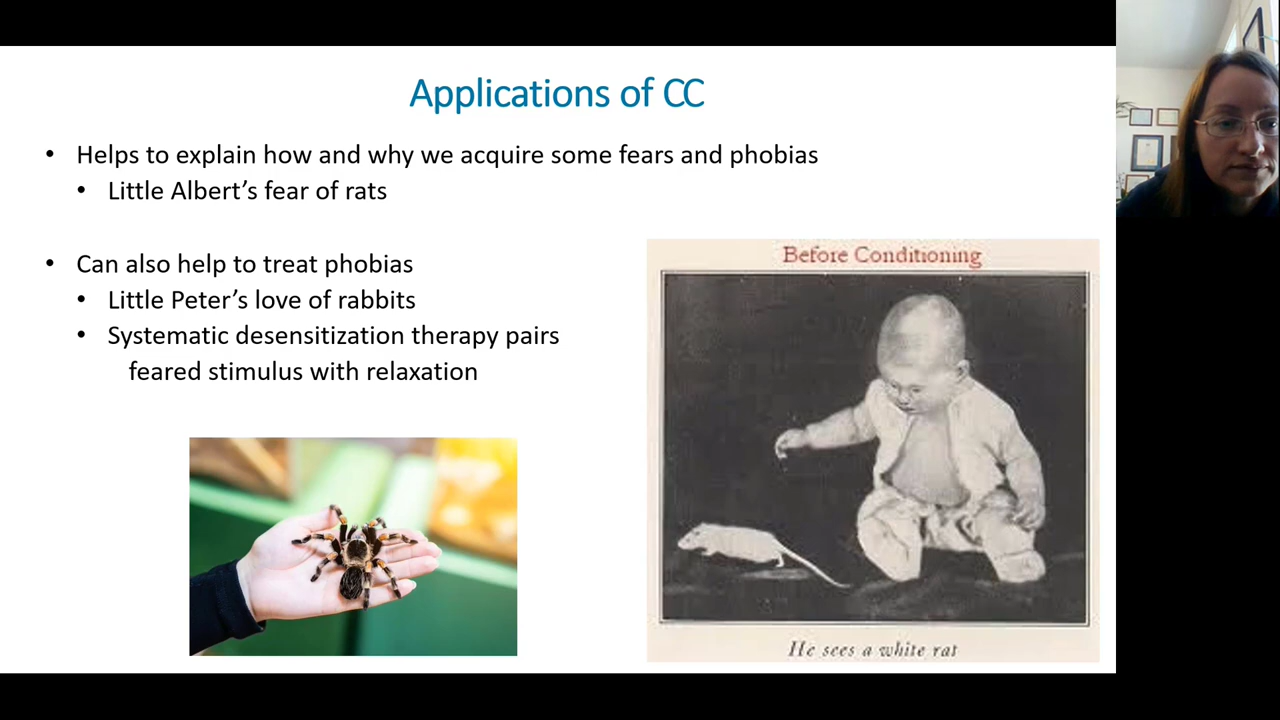 Applications of CC
• Helps to explain how and why we acquire some fears and phobias
• Little Albert’s fear of rats
• Can also help to treat phobias
• Little Peter’s love of rabbits
• Systematic desensitization therapy pairs
feared stimulus with relaxation
Before Conditioning
He sees a white rat